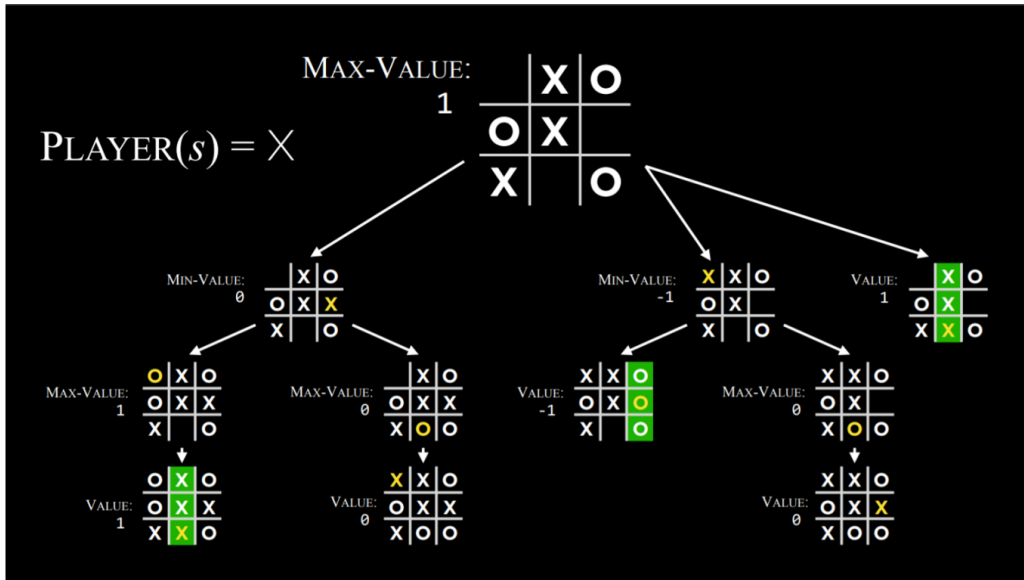 MAX-VALUE:
1
X O
O X
X O
PLAYER(s) = X
MIN-VALUE:
0
X O
O X X
X O
MIN-VALUE:
-1
X X O
O X
X O
VALUE:
1
X O
O X
X X O
MAX-VALUE:
1
O X O
O X X
X O
MAX-VALUE:
0
X O
O X X
X O O
VALUE:
-1
X X O
O X O
X O
MAX-VALUE:
0
X X O
O X
X O O
VALUE:
1
O X O
O X X
X X O
VALUE:
0
X X O
O X X
X O O
VALUE:
0
X X O
O X X
X O O